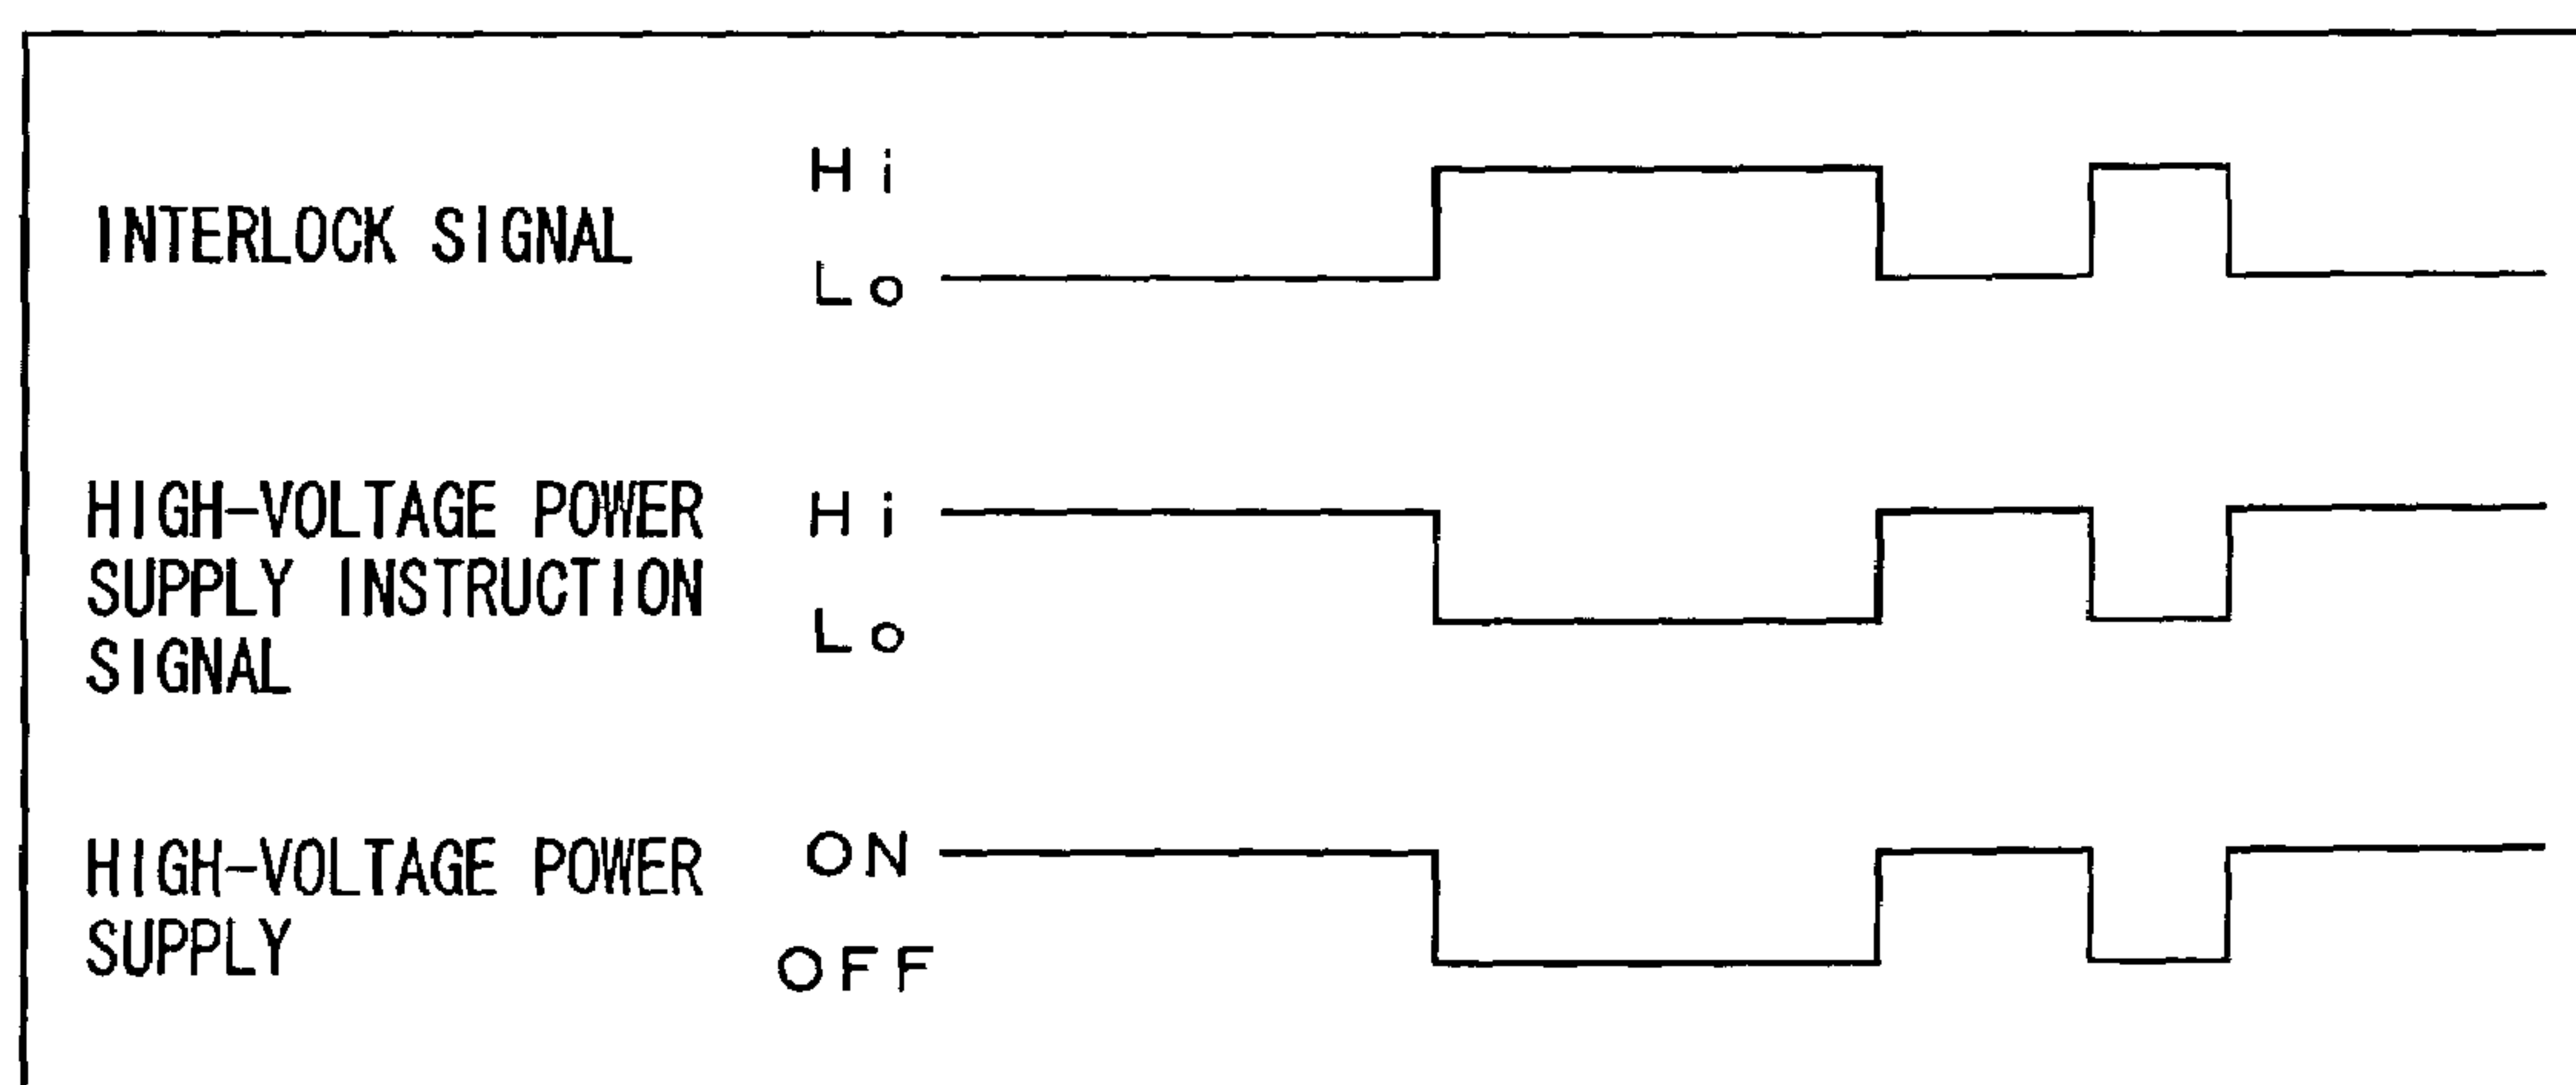 INTERLOCK SIGNAL
Hi
Lo
HIGH-VOLTAGE POWER
SUPPLY INSTRUCTION
SIGNAL
Hi
Lo
HIGH-VOLTAGE POWER
SUPPLY
ON
OFF